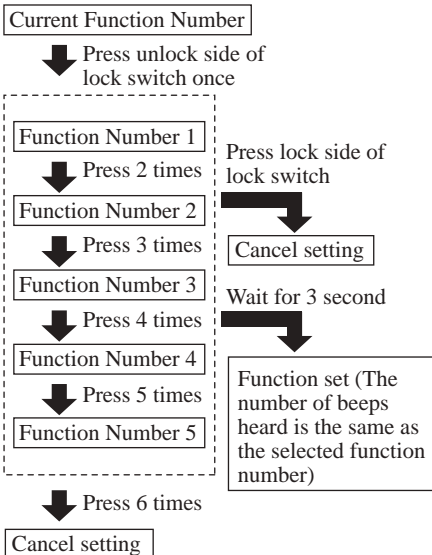 Current Function Number
Press unlock side of
lock switch once
Function Number 1
Press 2 times
Function Number 2
Press 3 times
Function Number 3
Press 4 times
Function Number 4
Press 5 times
Function Number 5
Press lock side of
lock switch
Cancel setting
Wait for 3 second
Function set (The
number of beeps
heard is the same as
the selected function
number)
Press 6 times
Cancel setting